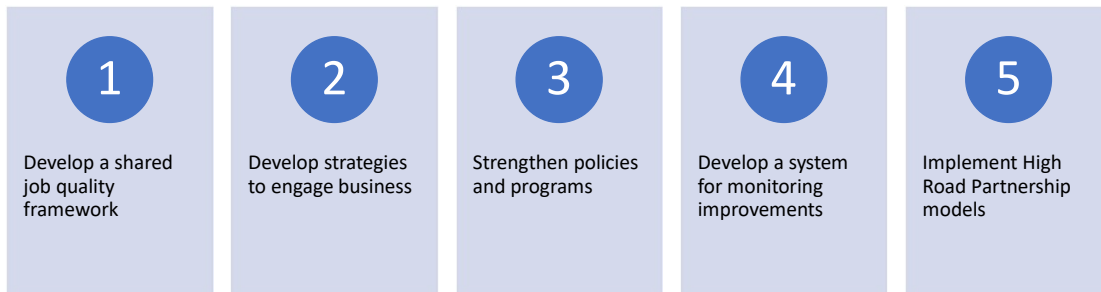 1
Develop a shared
job quality
framework
2
Develop strategies
to engage business
3
Strengthen policies
and programs
4
Develop a system
for monitoring
improvements
5
Implement High
Road Partnership
models